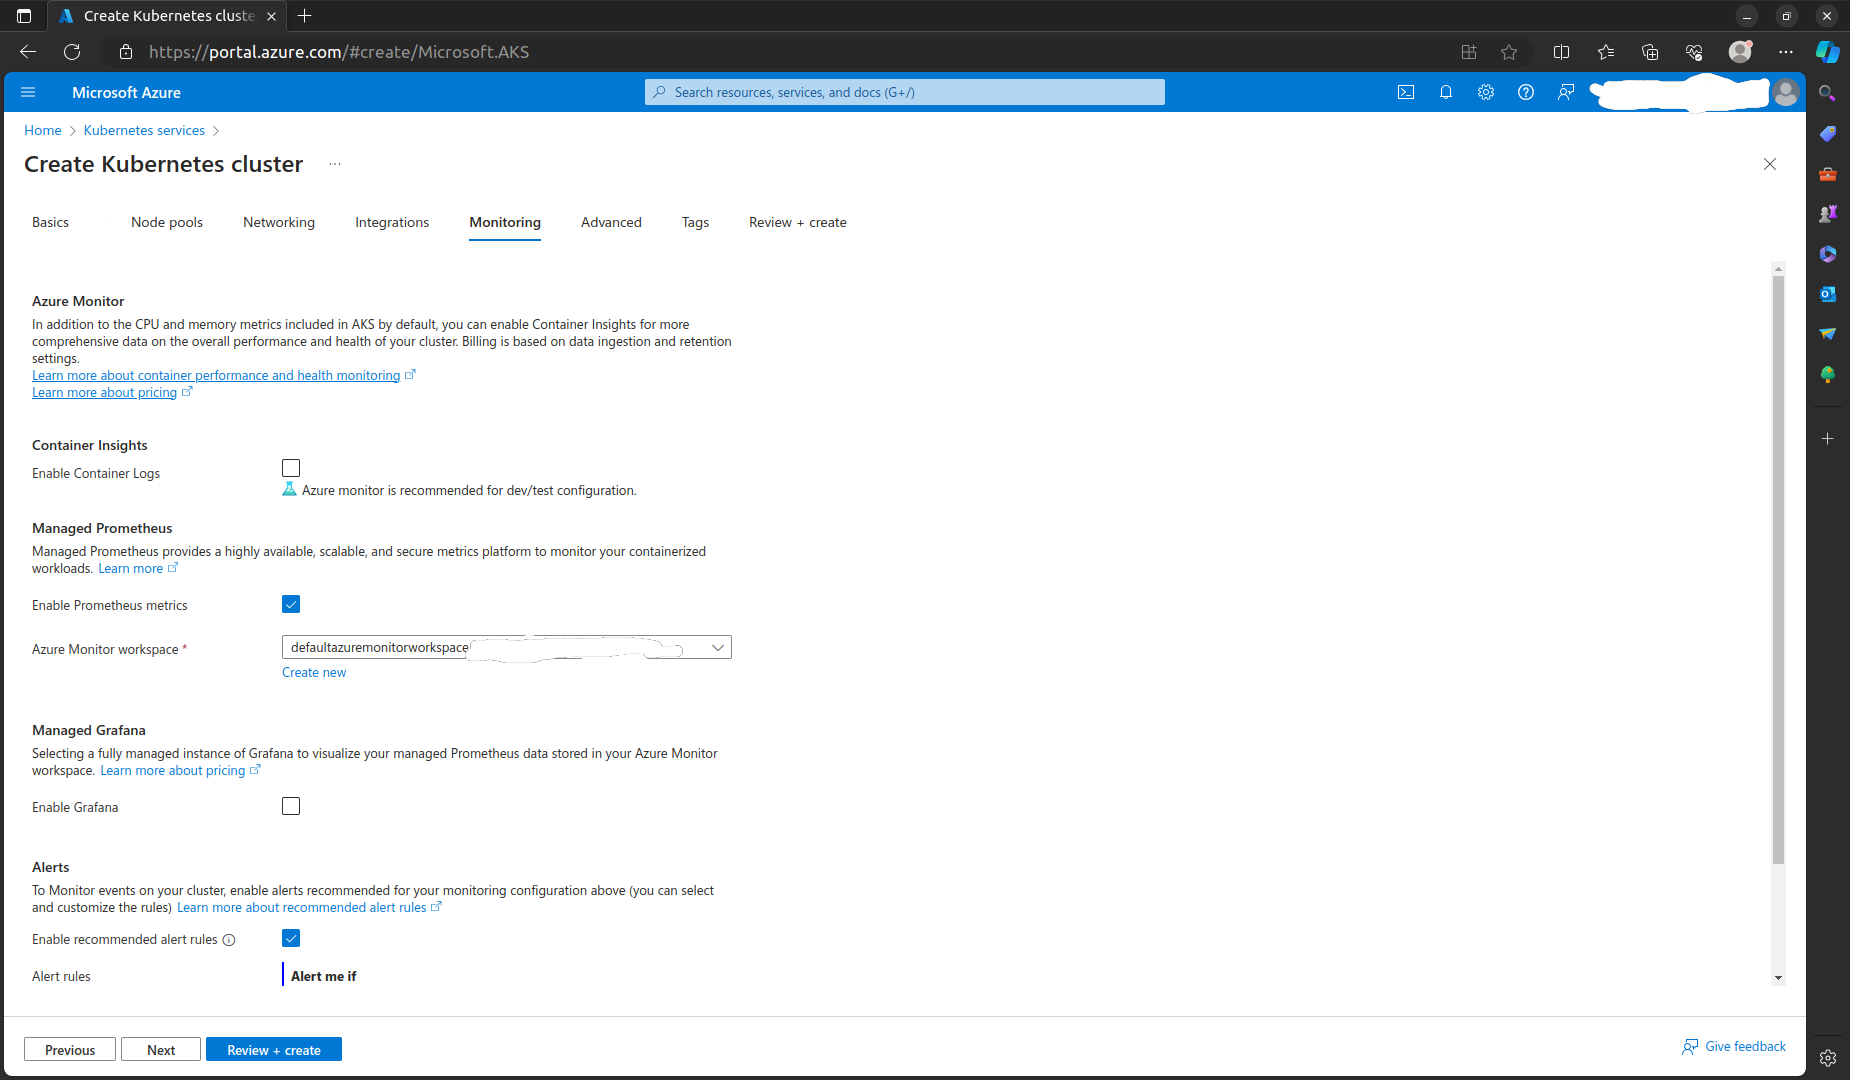 Create Kubernetes cluste
https://portal.azure.com/#create/Microsoft.AKS
Microsoft Azure
Search resources, services, and docs (G+/)
Home > Kubernetes services >
Create Kubernetes cluster ...
Basics Node pools Networking Integrations Monitoring Advanced Tags Review + create
Azure Monitor
In addition to the CPU and memory metrics included in AKS by default, you can enable Container Insights for more
comprehensive data on the overall performance and health of your cluster. Billing is based on data ingestion and retention
settings.
Learn more about container performance and health monitoring
Learn more about pricing
Container Insights
Enable Container Logs
Azure monitor is recommended for dev/test configuration.
Managed Prometheus
Managed Prometheus provides a highly available, scalable, and secure metrics platform to monitor your containerized
workloads. Learn more
Enable Prometheus metrics
Azure Monitor workspace *
defaultazuremonitorworkspace
Create new
Managed Grafana
Selecting a fully managed instance of Grafana to visualize your managed Prometheus data stored in your Azure Monitor
workspace. Learn more about pricing
Enable Grafana
Alerts
To Monitor events on your cluster, enable alerts recommended for your monitoring configuration above (you can select
and customize the rules) Learn more about recommended alert rules
Enable recommended alert rules
Alert rules
Alert me if
Previous Next Review + create
Give feedback